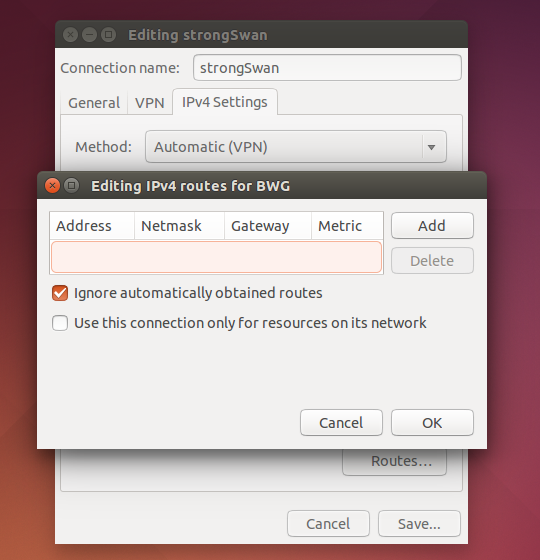 Editing strongSwan
Connection name: strongSwan
General VPN IPv4 Settings
Method: Automatic (VPN)
Editing IPv4 routes for BWG
Address Netmask Gateway Metric Add
Delete
Ignore automatically obtained routes
Use this connection only for resources on its network
Cancel OK
Routes...
Cancel Save...